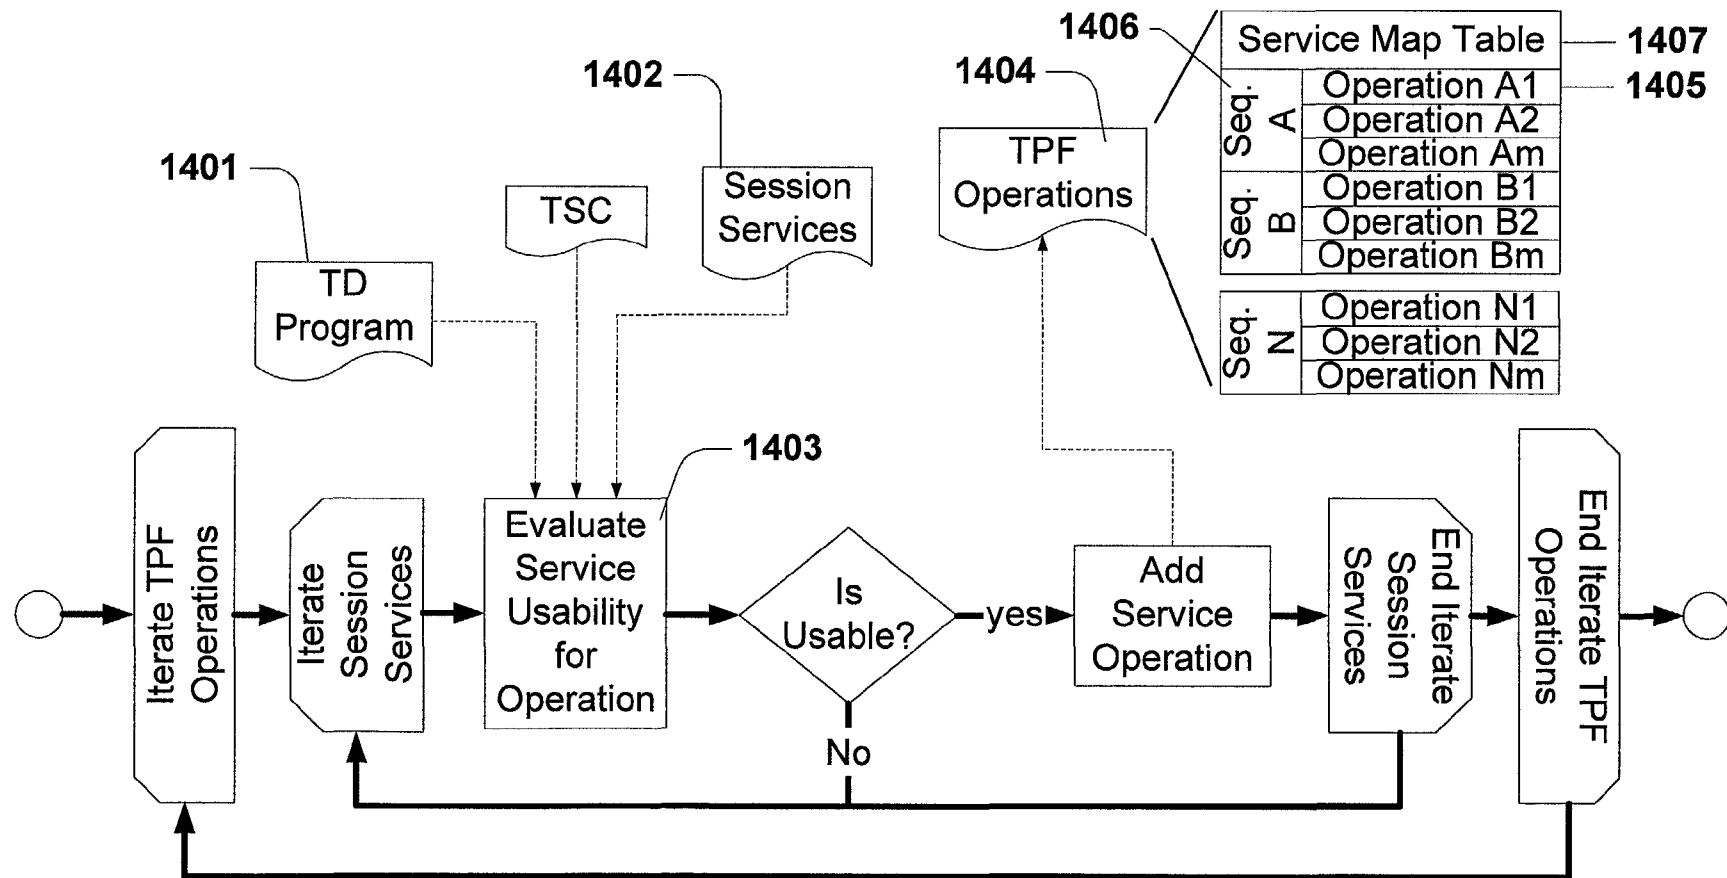 1406
Service Map Table
1407
1402
1404
Seq. A
Operation A1
1405
Operation A2
Operation Am
1401
TSC
Session
Services
TPF
Operations
Seq. B
Operation B1
Operation B2
Operation Bm
TD
Program
Seq. N
Operation N1
Operation N2
Operation Nm
1403
Iterate TPF
Operations
Iterate
Session
Services
Evaluate
Service
Usability
for
Operation
Is
Usable?
yes
No
Add
Service
Operation
End Iterate
Session
Services
End Iterate TPF
Operations